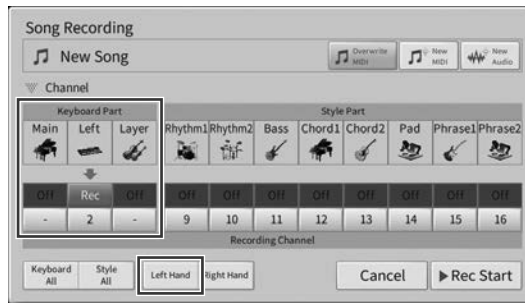 Song Recording
New Song
Overwrite MIDI
New MIDI
New Audio
Channel
Keyboard Part Style Part
Main Left Layer Rhythm1 Rhythm2 Bass Chord1 Chord2 Pad Phrase1 Phrase2
Off Rec Off Off Off Off Off Off Off Off Off
- 2 - 9 10 11 12 13 14 15 16
Recording Channel
Keyboard All Style All Left Hand Right Hand Cancel Rec Start